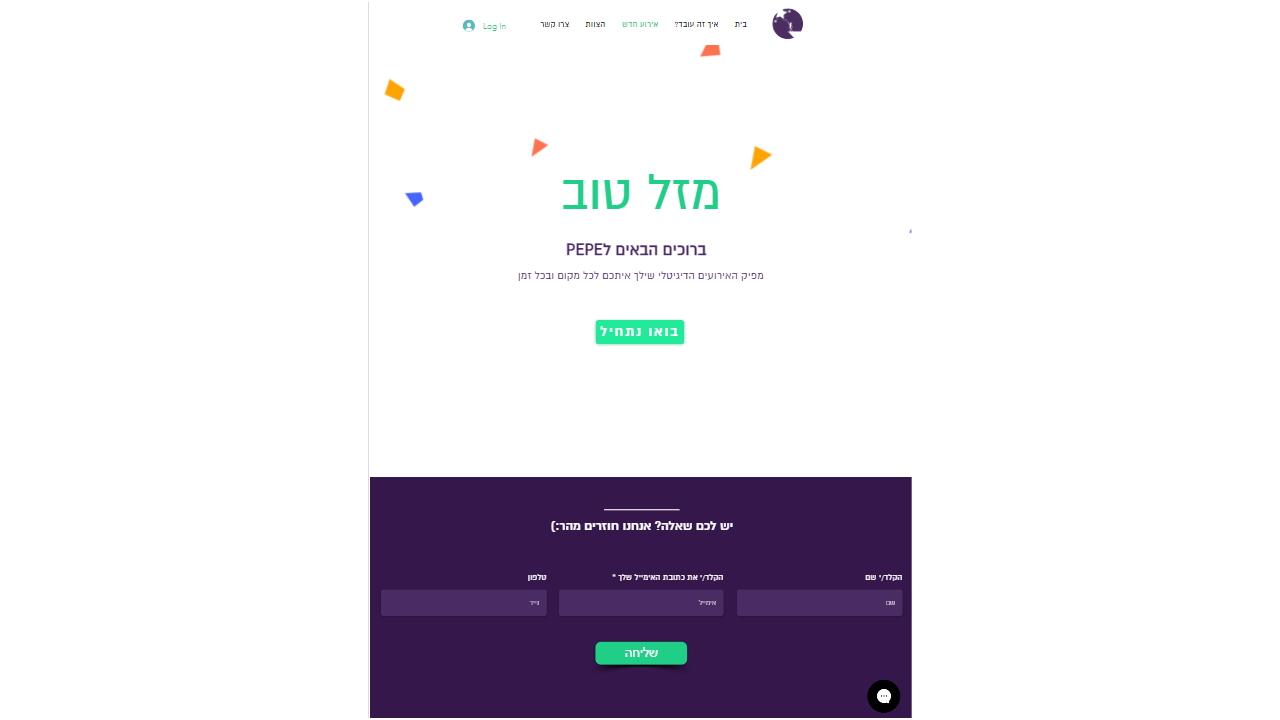 בית
איך זה עובד?
אירוע חדש
הצוות
צרו קשר
Log In
מזל טוב
ברוכים הבאים לPEPE
מפיק האירועים הדיגיטלי שילך איתכם לכל מקום ובכל זמן
בואו נתחיל
יש לכם שאלה? אנחנו חוזרים מהר:)
הקלד/י שם
הקלד/י את כתובת האימייל שלך *
טלפון
שם
אימייל
נייד
שליחה